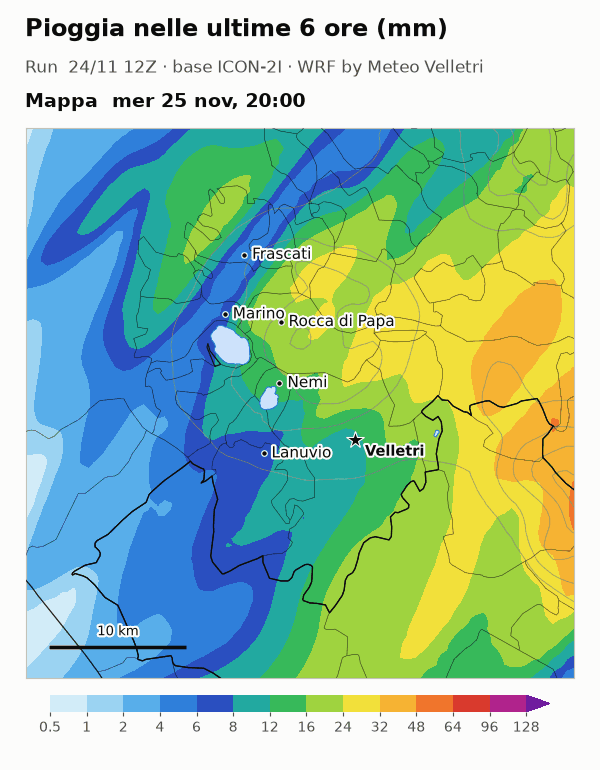 Pioggia nelle ultime 6 ore (mm)
Run  24/11 12Z · base ICON-2I · WRF by Meteo Velletri
Mappa  mer 25 nov, 20:00
Frascati
Marino
Rocca di Papa
Nemi
Velletri
Lanuvio
10 km
0.5 1 2 4 6 8 12 16 24 32 48 64 96 128